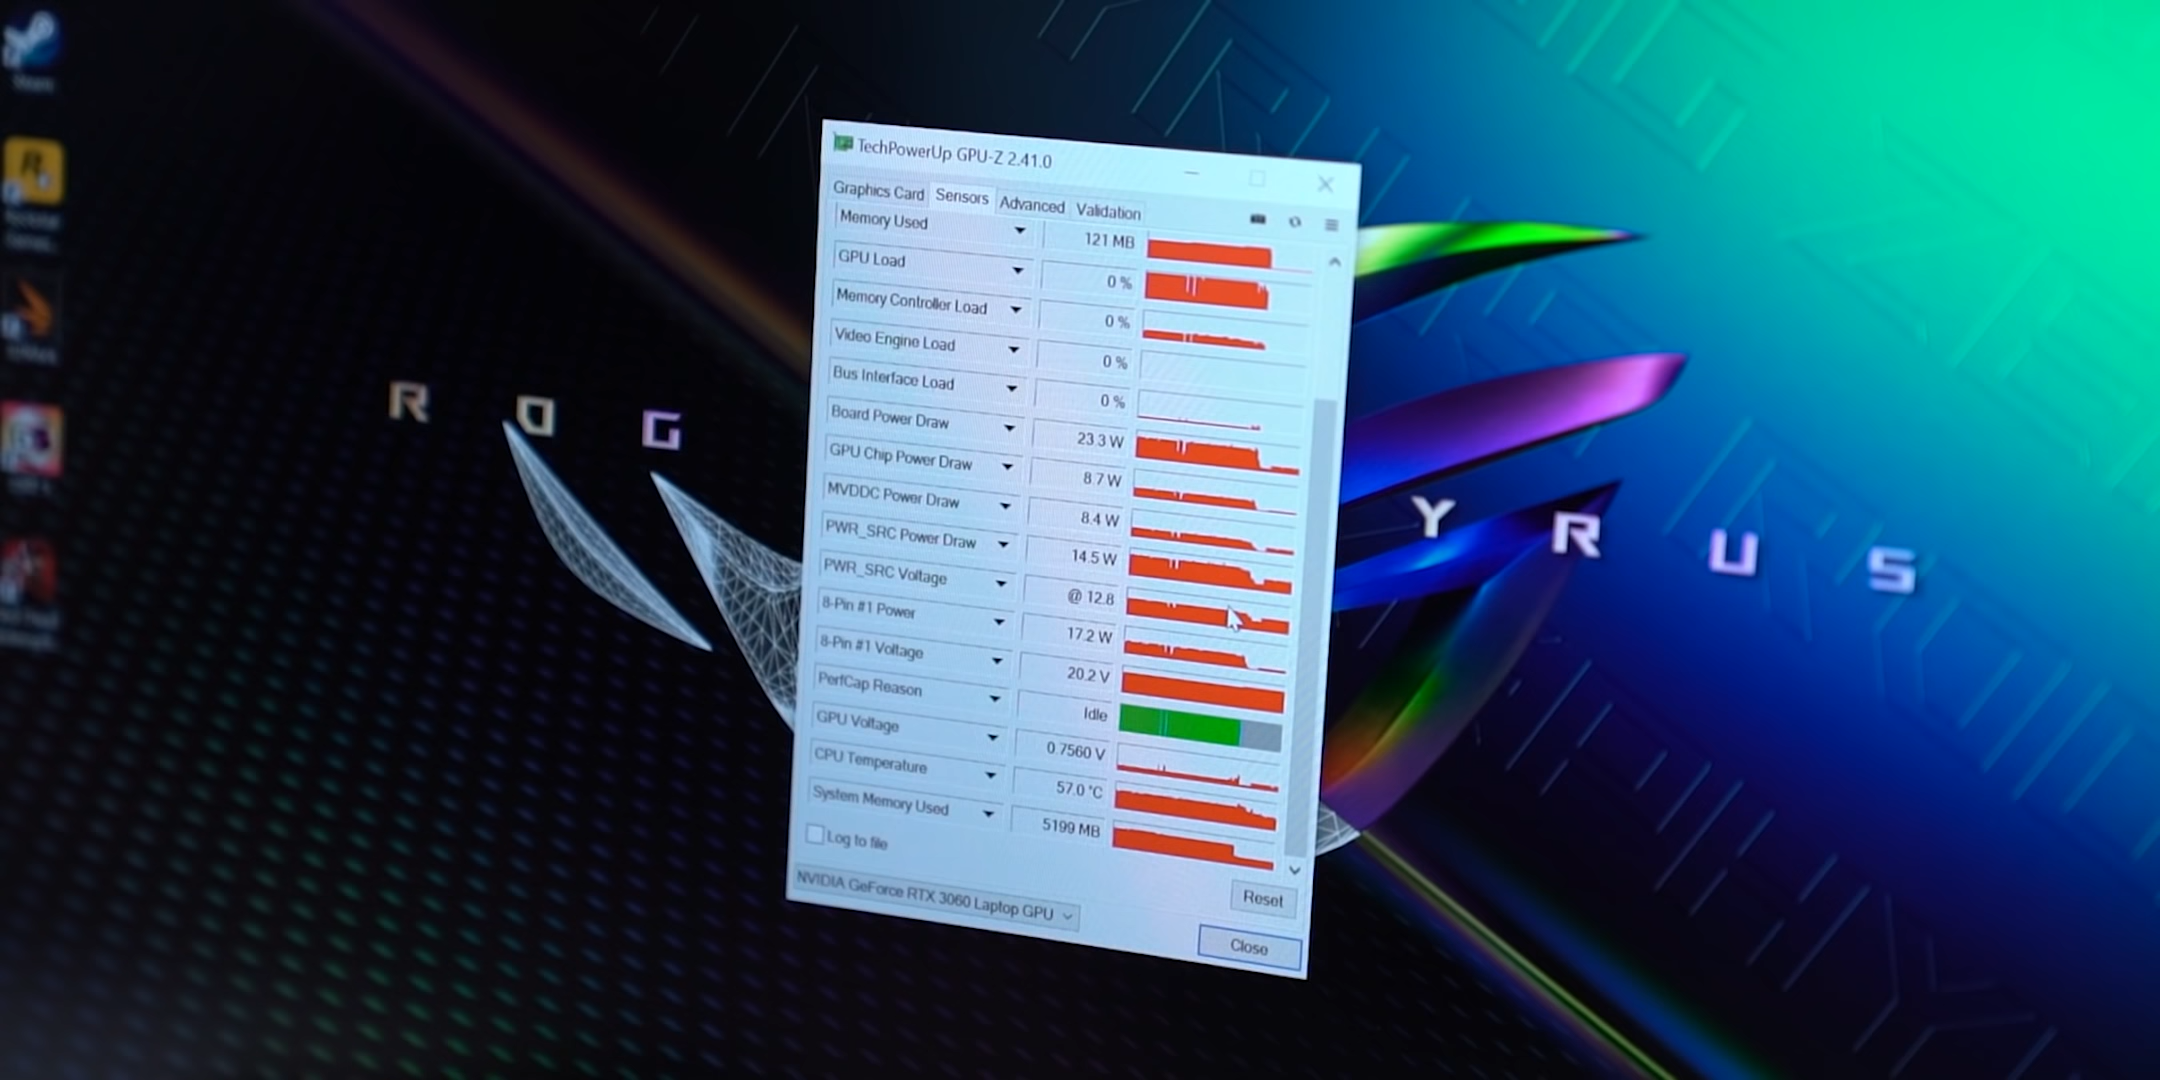 TechPowerUp GPU-Z 2.41.0
Graphics Card Sensors Advanced Validation
Memory Used 121 MB
GPU Load 0 %
Memory Controller Load 0 %
Video Engine Load 0 %
Bus Interface Load 0 %
Board Power Draw 23.3 W
GPU Chip Power Draw 8.7 W
MVDDC Power Draw 8.4 W
PWR_SRC Power Draw 14.5 W
PWR_SRC Voltage @ 12.8
8-Pin #1 Power 17.2 W
8-Pin #1 Voltage 20.2 V
PerfCap Reason Idle
GPU Voltage 0.7560 V
CPU Temperature 57.0 °C
System Memory Used 5199 MB
Log to file
NVIDIA GeForce RTX 3060 Laptop GPU
Reset
Close
ROG
YRUS